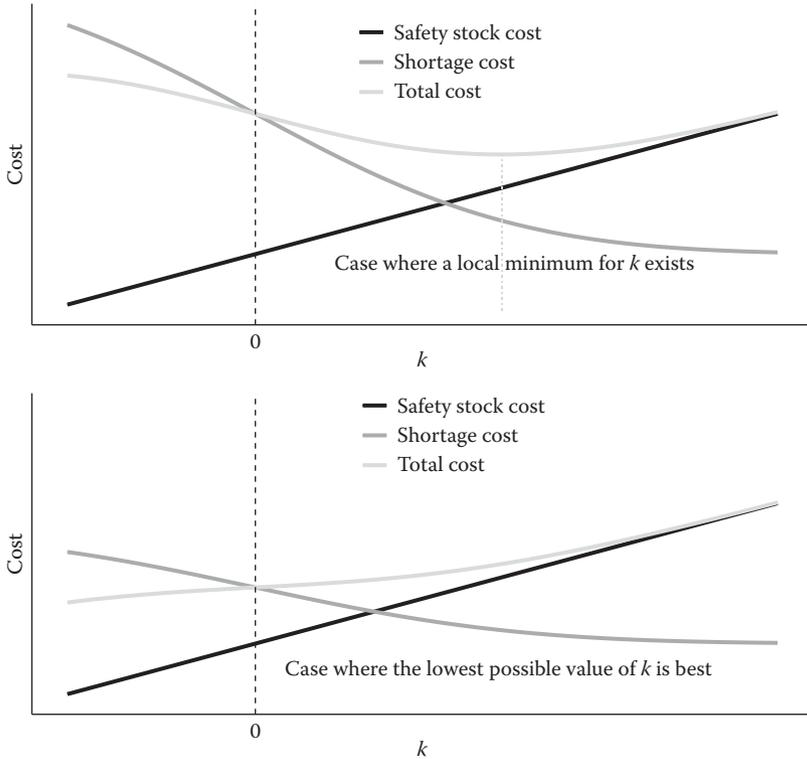 Safety stock cost
Shortage cost
Total cost
Cost
Case where a local minimum for k exists
0
k
Safety stock cost
Shortage cost
Total cost
Cost
Case where the lowest possible value of k is best
0
k